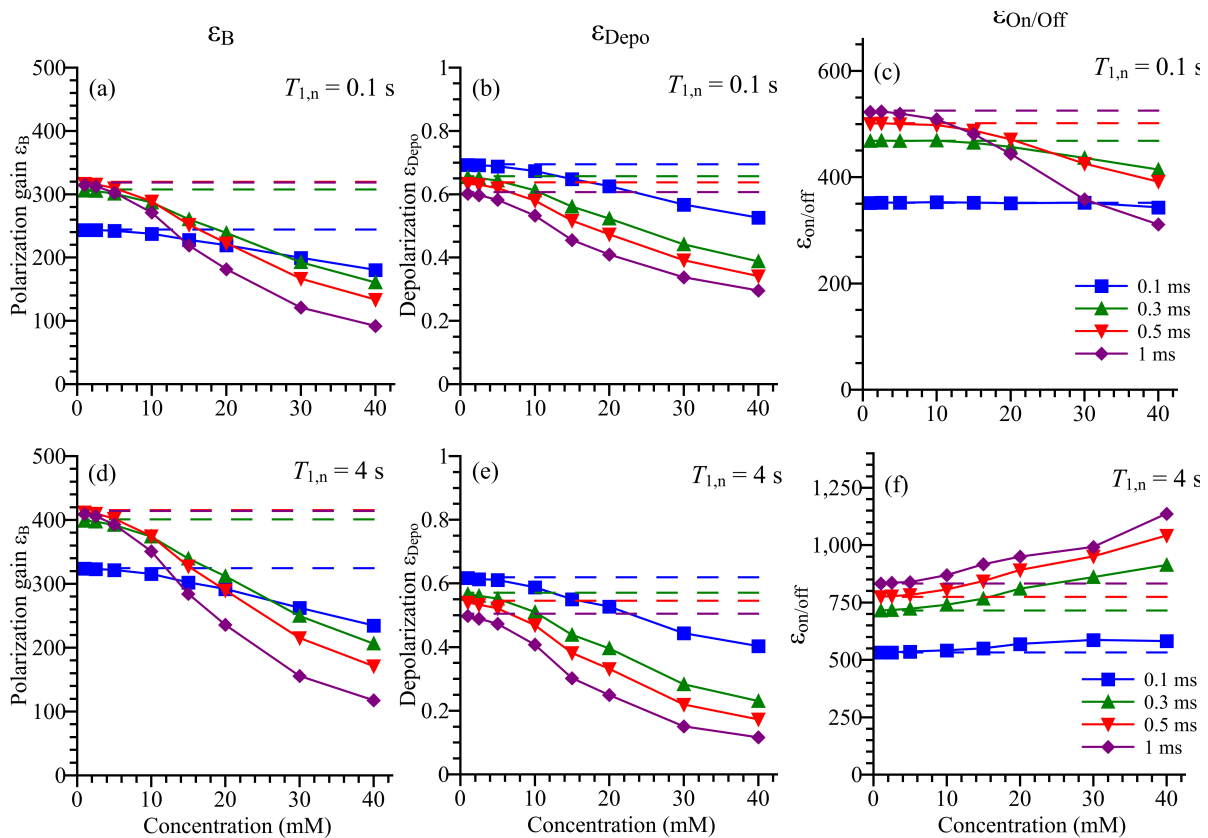 ε_B
ε_Depo
ε_On/Off
(a)
T_1,n = 0.1 s
Polarization gain ε_B
500
400
300
200
100
0
0 10 20 30 40
(b)
T_1,n = 0.1 s
Depolarization ε_Depo
1
0.8
0.6
0.4
0.2
0
0 10 20 30 40
(c)
T_1,n = 0.1 s
ε_on/off
600
400
200
0
0 10 20 30 40
0.1 ms
0.3 ms
0.5 ms
1 ms
(d)
T_1,n = 4 s
Polarization gain ε_B
500
400
300
200
100
0
0 10 20 30 40
Concentration (mM)
(e)
T_1,n = 4 s
Depolarization ε_Depo
1
0.8
0.6
0.4
0.2
0
0 10 20 30 40
Concentration (mM)
(f)
T_1,n = 4 s
ε_on/off
1,250
1,000
750
500
250
0
0 10 20 30 40
Concentration (mM)
0.1 ms
0.3 ms
0.5 ms
1 ms